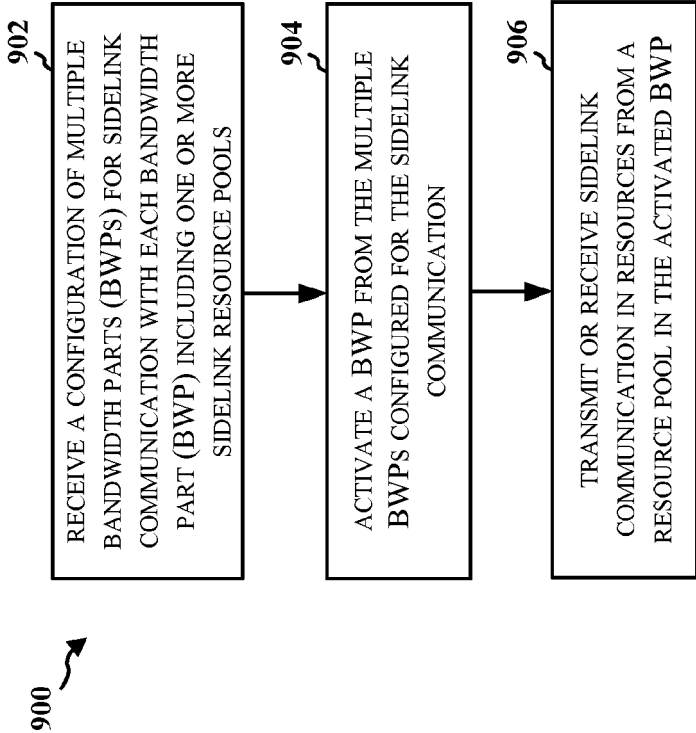 900
902
RECEIVE A CONFIGURATION OF MULTIPLE
BANDWIDTH PARTS (BWPS) FOR SIDELINK
COMMUNICATION WITH EACH BANDWIDTH
PART (BWP) INCLUDING ONE OR MORE
SIDELINK RESOURCE POOLS
904
ACTIVATE A BWP FROM THE MULTIPLE
BWPS CONFIGURED FOR THE SIDELINK
COMMUNICATION
906
TRANSMIT OR RECEIVE SIDELINK
COMMUNICATION IN RESOURCES FROM A
RESOURCE POOL IN THE ACTIVATED BWP